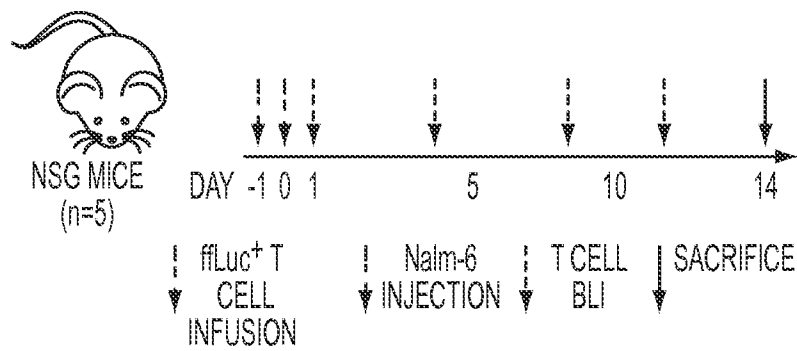 NSG MICE
(n=5)
DAY -1 0 1 5 10 14
ffLuc+ T
CELL
INFUSION
Nalm-6
INJECTION
T CELL
BLI
SACRIFICE